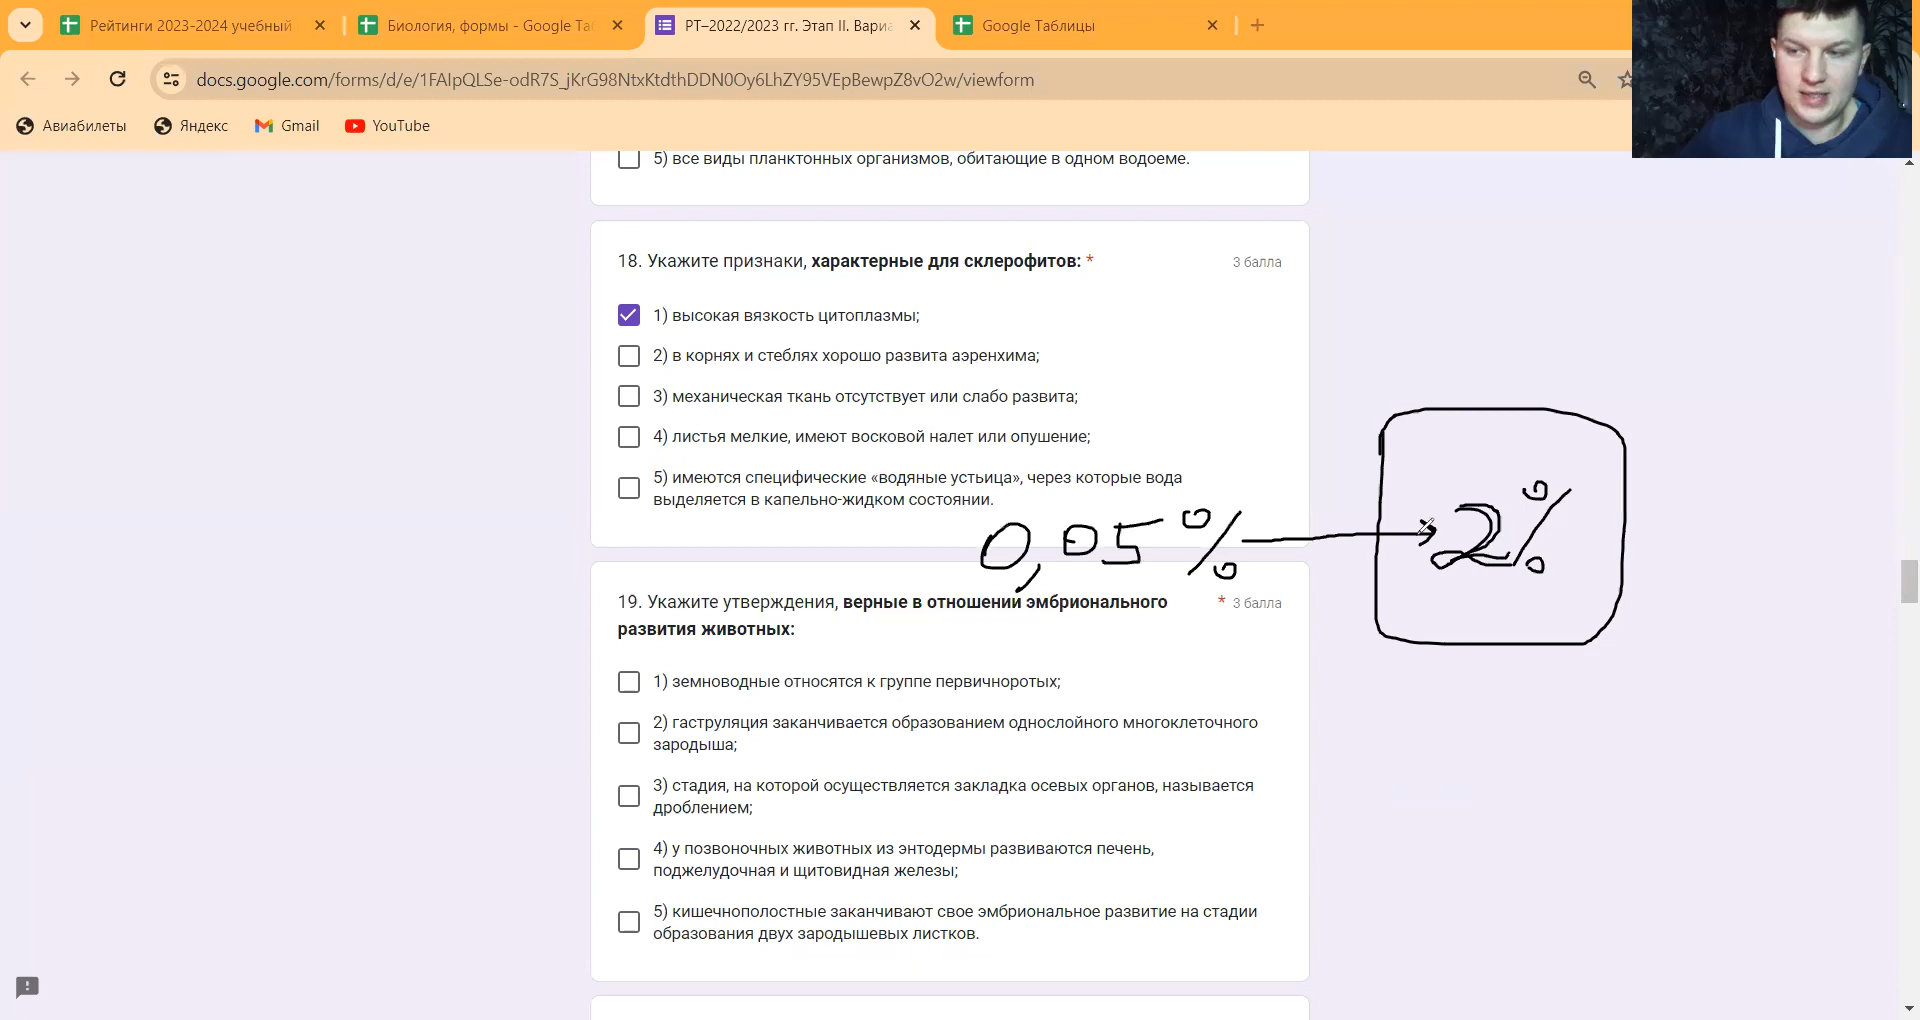 Рейтинги 2023-2024 учебный
Биология, формы - Google Та
РТ–2022/2023 гг. Этап II. Вариа
Google Таблицы
docs.google.com/forms/d/e/1FAIpQLSe-odR7S_jKrG98NtxKtdthDDN0Oy6LhZY95VEpBewpZ8vO2w/viewform
Авиабилеты
Яндекс
Gmail
YouTube
5) все виды планктонных организмов, обитающие в одном водоеме.
18. Укажите признаки, характерные для склерофитов: *
3 балла
1) высокая вязкость цитоплазмы;
2) в корнях и стеблях хорошо развита аэренхима;
3) механическая ткань отсутствует или слабо развита;
4) листья мелкие, имеют восковой налет или опушение;
5) имеются специфические «водяные устьица», через которые вода
выделяется в капельно-жидком состоянии.
0,05%
2%
19. Укажите утверждения, верные в отношении эмбрионального
* 3 балла
развития животных:
1) земноводные относятся к группе первичноротых;
2) гаструляция заканчивается образованием однослойного многоклеточного
зародыша;
3) стадия, на которой осуществляется закладка осевых органов, называется
дроблением;
4) у позвоночных животных из энтодермы развиваются печень,
поджелудочная и щитовидная железы;
5) кишечнополостные заканчивают свое эмбриональное развитие на стадии
образования двух зародышевых листков.